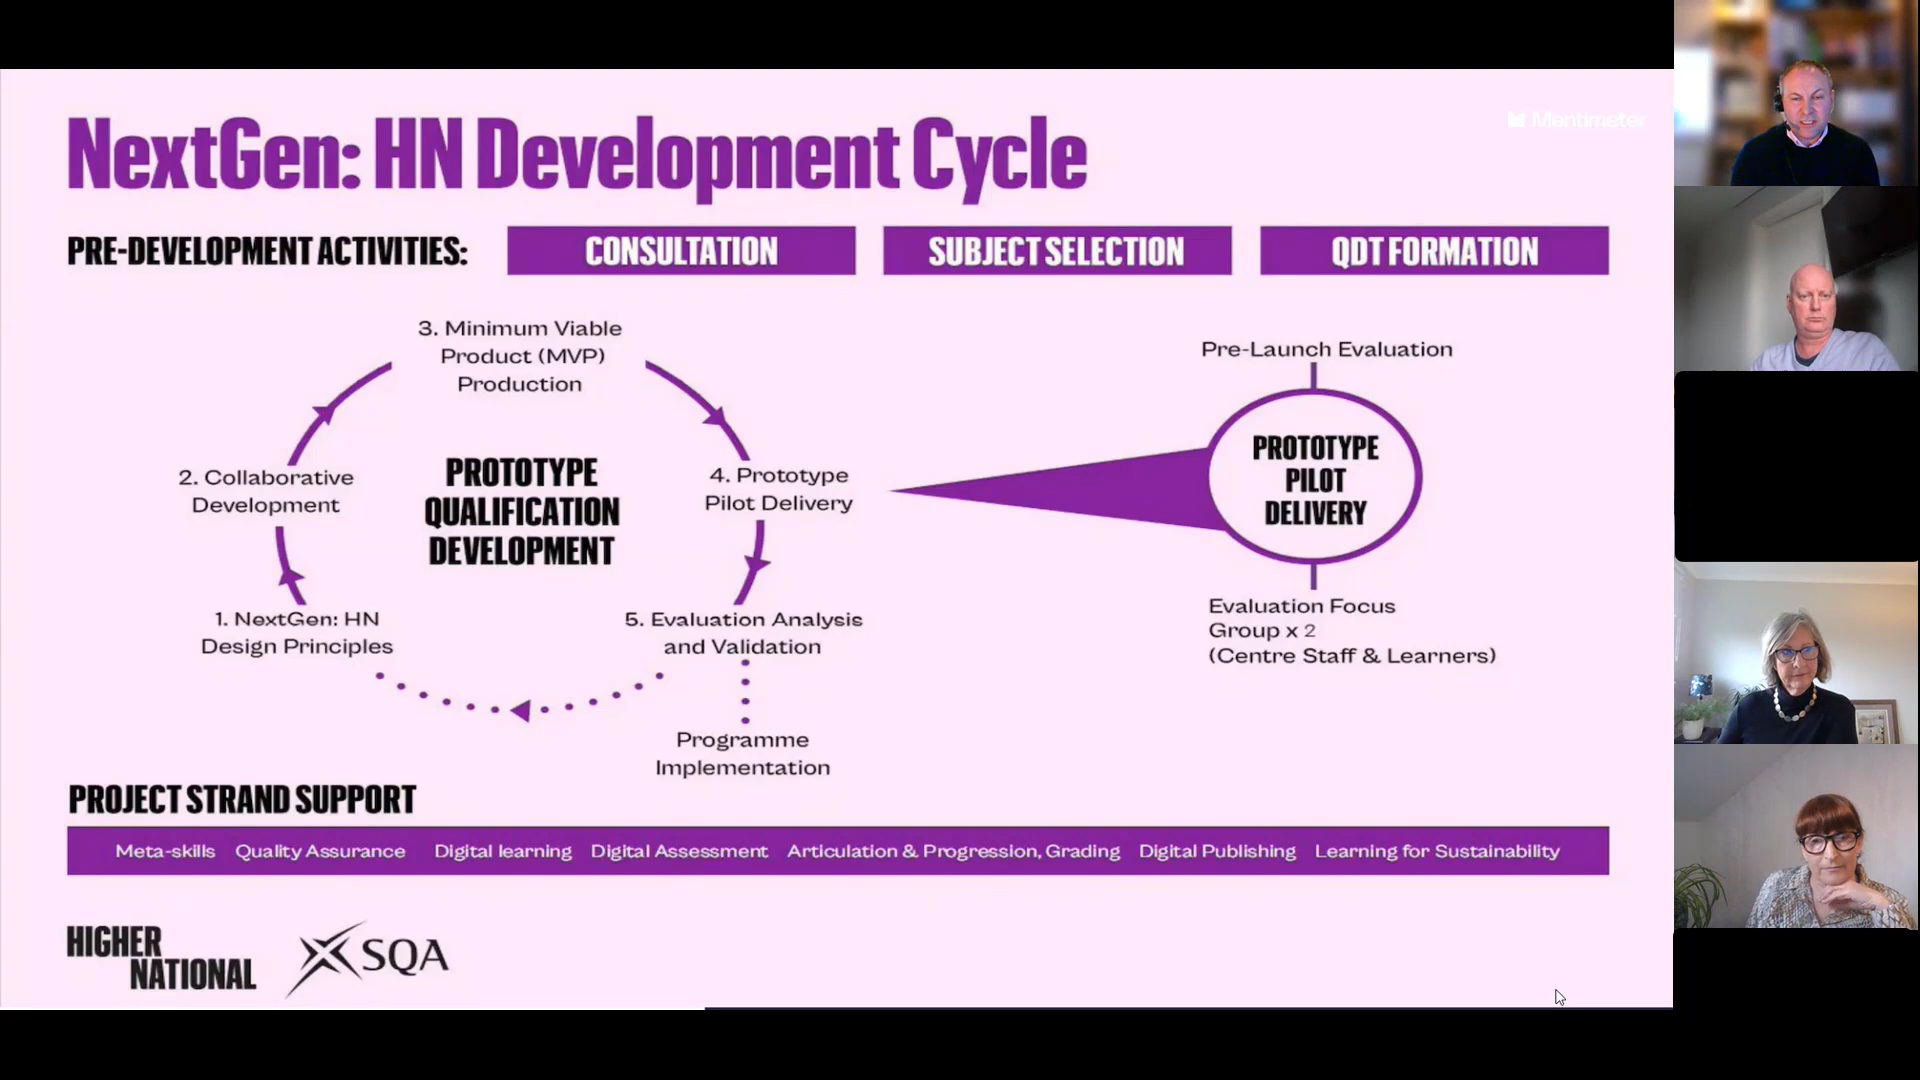 NextGen: HN Development Cycle
Mentimeter
PRE-DEVELOPMENT ACTIVITIES:
CONSULTATION
SUBJECT SELECTION
QDT FORMATION
3. Minimum Viable
Product (MVP)
Production
2. Collaborative
Development
PROTOTYPE
QUALIFICATION
DEVELOPMENT
4. Prototype
Pilot Delivery
1. NextGen: HN
Design Principles
5. Evaluation Analysis
and Validation
Programme
Implementation
Pre-Launch Evaluation
PROTOTYPE
PILOT
DELIVERY
Evaluation Focus
Group x 2
(Centre Staff & Learners)
PROJECT STRAND SUPPORT
Meta-skills Quality Assurance Digital learning Digital Assessment Articulation & Progression, Grading Digital Publishing Learning for Sustainability
HIGHER
NATIONAL
SQA